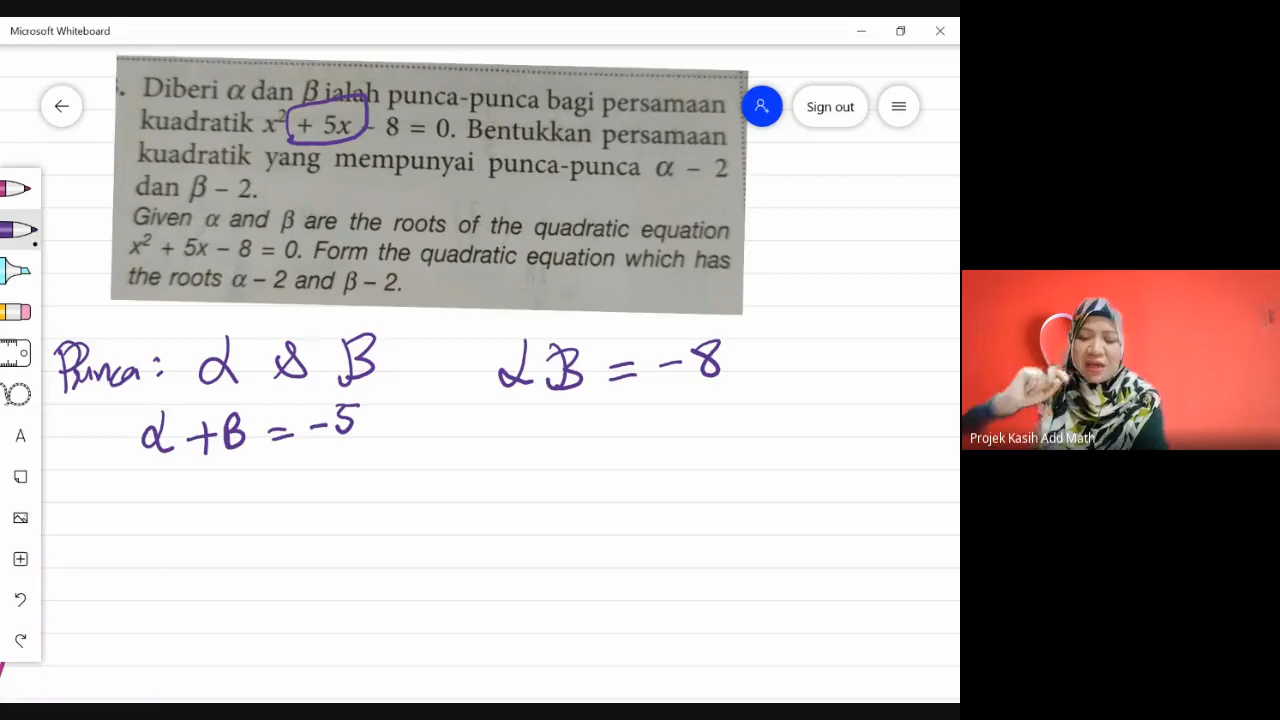 Microsoft Whiteboard
Sign out
. Diberi α dan β ialah punca-punca bagi persamaan
kuadratik x² + 5x - 8 = 0. Bentukkan persamaan
kuadratik yang mempunyai punca-punca α – 2
dan β – 2.
Given α and β are the roots of the quadratic equation
x² + 5x – 8 = 0. Form the quadratic equation which has
the roots α – 2 and β – 2.
Punca: α & β
αβ = -8
α + β = -5
A
Projek Kasih Add Math